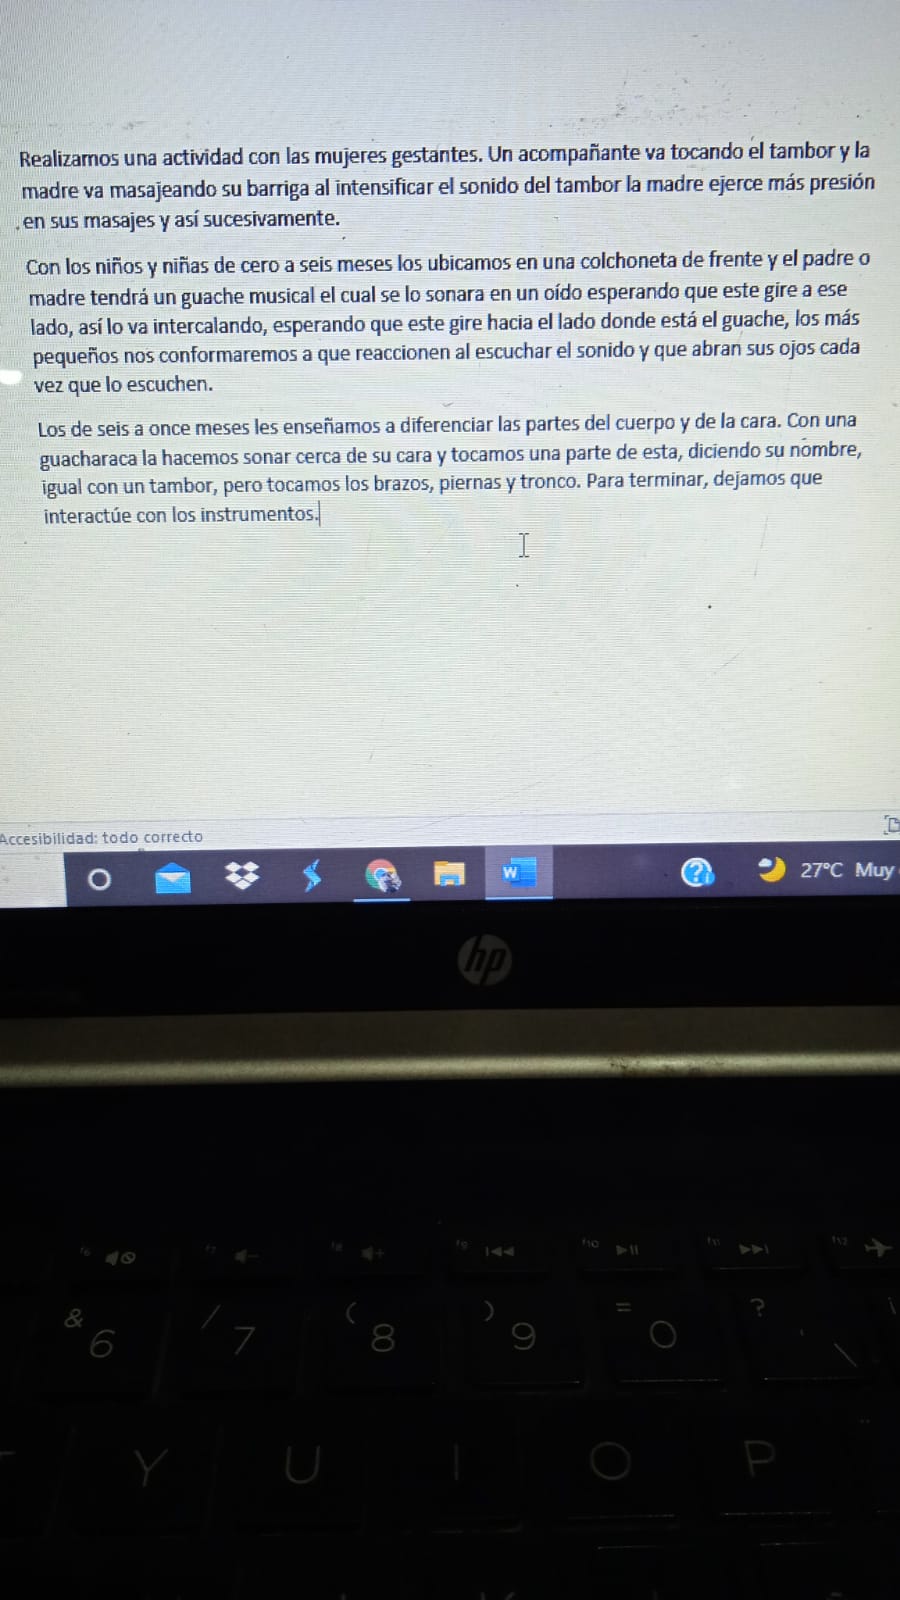 Realizamos una actividad con las mujeres gestantes. Un acompañante va tocando el tambor y la
madre va masajeando su barriga al intensificar el sonido del tambor la madre ejerce más presión
en sus masajes y así sucesivamente.
Con los niños y niñas de cero a seis meses los ubicamos en una colchoneta de frente y el padre o
madre tendrá un guache musical el cual se lo sonara en un oído esperando que este gire a ese
lado, así lo va intercalando, esperando que este gire hacia el lado donde está el guache, los más
pequeños nos conformaremos a que reaccionen al escuchar el sonido y que abran sus ojos cada
vez que lo escuchen.
Los de seis a once meses les enseñamos a diferenciar las partes del cuerpo y de la cara. Con una
guacharaca la hacemos sonar cerca de su cara y tocamos una parte de esta, diciendo su nombre,
igual con un tambor, pero tocamos los brazos, piernas y tronco. Para terminar, dejamos que
interactúe con los instrumentos.
Accesibilidad: todo correcto
W
?
27°C Muy
hp
f6 f7 f8 f9 f10 f11 f12
& 6 / 7 ( 8 ) 9 = 0 ? ' \ ¡
Y U I O P